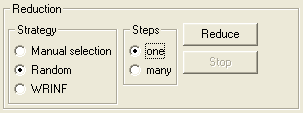 Reduction
Strategy
Manual selection
Random
WRINF
Steps
one
many
Reduce
Stop